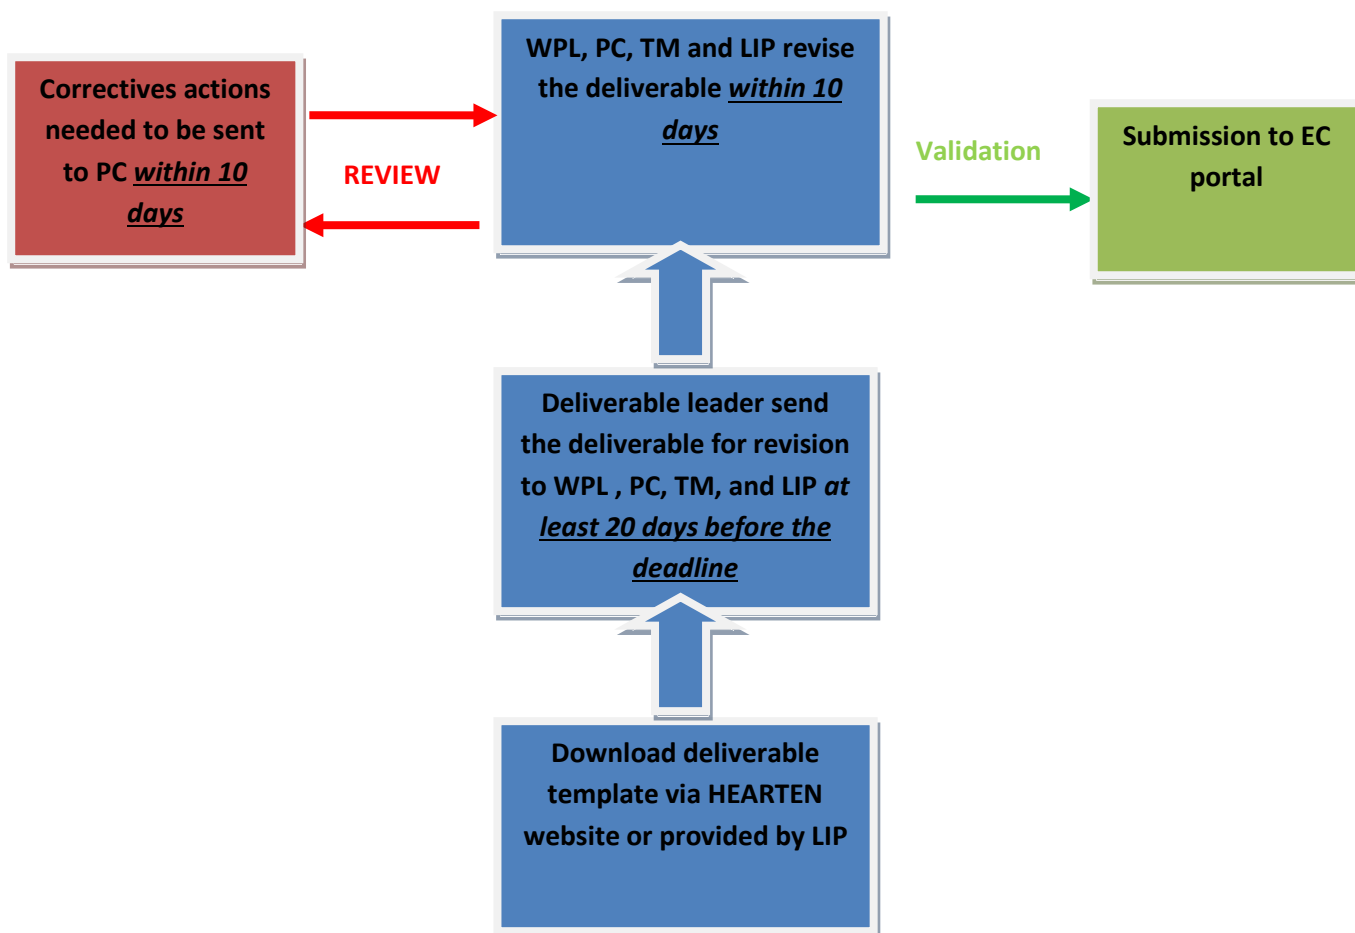 Correctives actions
needed to be sent
to PC within 10
days
REVIEW
WPL, PC, TM and LIP revise
the deliverable within 10
days
Validation
Submission to EC
portal
Deliverable leader send
the deliverable for revision
to WPL , PC, TM, and LIP at
least 20 days before the
deadline
Download deliverable
template via HEARTEN
website or provided by LIP